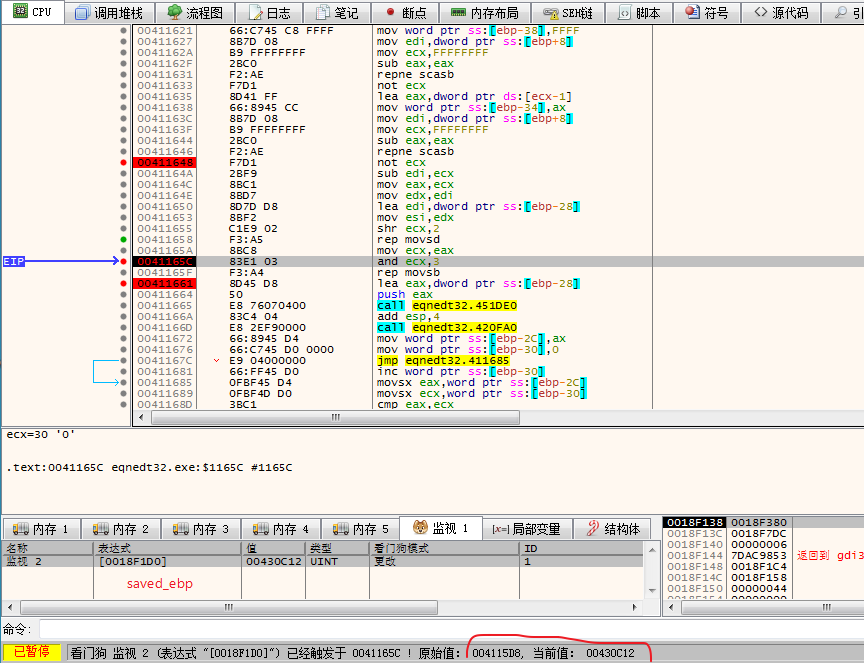 CPU 调用堆栈 流程图 日志 笔记 断点 内存布局 SEH链 脚本 符号 源代码 引
00411621 66:C745 C8 FFFF mov word ptr ss:[ebp-38],FFFF
00411627 8B7D 08 mov edi,dword ptr ss:[ebp+8]
0041162A B9 FFFFFFFF mov ecx,FFFFFFFF
0041162F 2BC0 sub eax,eax
00411631 F2:AE repne scasb
00411633 F7D1 not ecx
00411635 8D41 FF lea eax,dword ptr ds:[ecx-1]
00411638 66:8945 CC mov word ptr ss:[ebp-34],ax
0041163C 8B7D 08 mov edi,dword ptr ss:[ebp+8]
0041163F B9 FFFFFFFF mov ecx,FFFFFFFF
00411644 2BC0 sub eax,eax
00411646 F2:AE repne scasb
00411648 F7D1 not ecx
0041164A 2BF9 sub edi,ecx
0041164C 8BC1 mov eax,ecx
0041164E 8BD7 mov edx,edi
00411650 8D7D D8 lea edi,dword ptr ss:[ebp-28]
00411653 8BF2 mov esi,edx
00411655 C1E9 02 shr ecx,2
00411658 F3:A5 rep movsd
0041165A 8BC8 mov ecx,eax
EIP 0041165C 83E1 03 and ecx,3
0041165F F3:A4 rep movsb
00411661 8D45 D8 lea eax,dword ptr ss:[ebp-28]
00411664 50 push eax
00411665 E8 76070400 call eqnedt32.451DE0
0041166A 83C4 04 add esp,4
0041166D E8 2EF90000 call eqnedt32.420FA0
00411672 66:8945 D4 mov word ptr ss:[ebp-2C],ax
00411676 66:C745 D0 0000 mov word ptr ss:[ebp-30],0
0041167C E9 04000000 jmp eqnedt32.411685
00411681 66:FF45 D0 inc word ptr ss:[ebp-30]
00411685 0FBF45 D4 movsx eax,word ptr ss:[ebp-2C]
00411689 0FBF4D D0 movsx ecx,word ptr ss:[ebp-30]
0041168D 3BC1 cmp eax,ecx
ecx=30 '0'
.text:0041165C eqnedt32.exe:$1165C #1165C
内存 1 内存 2 内存 3 内存 4 内存 5 监视 1 [x=] 局部变量 结构体
名称 表达式 值 类型 看门狗模式 ID
监视 2 [0018F1D0] 00430C12 UINT 更改 1
saved_ebp
0018F138 0018F380
0018F13C 0018F7DC
0018F140 00000006
0018F144 7DAC9853 返回到 gdi3
0018F148 0018F1C4
0018F14C 0018F158
0018F150 00000044
命令:
已暂停 看门狗 监视 2 (表达式 "[0018F1D0]") 已经触发于 0041165C ! 原始值: 004115D8, 当前值: 00430C12